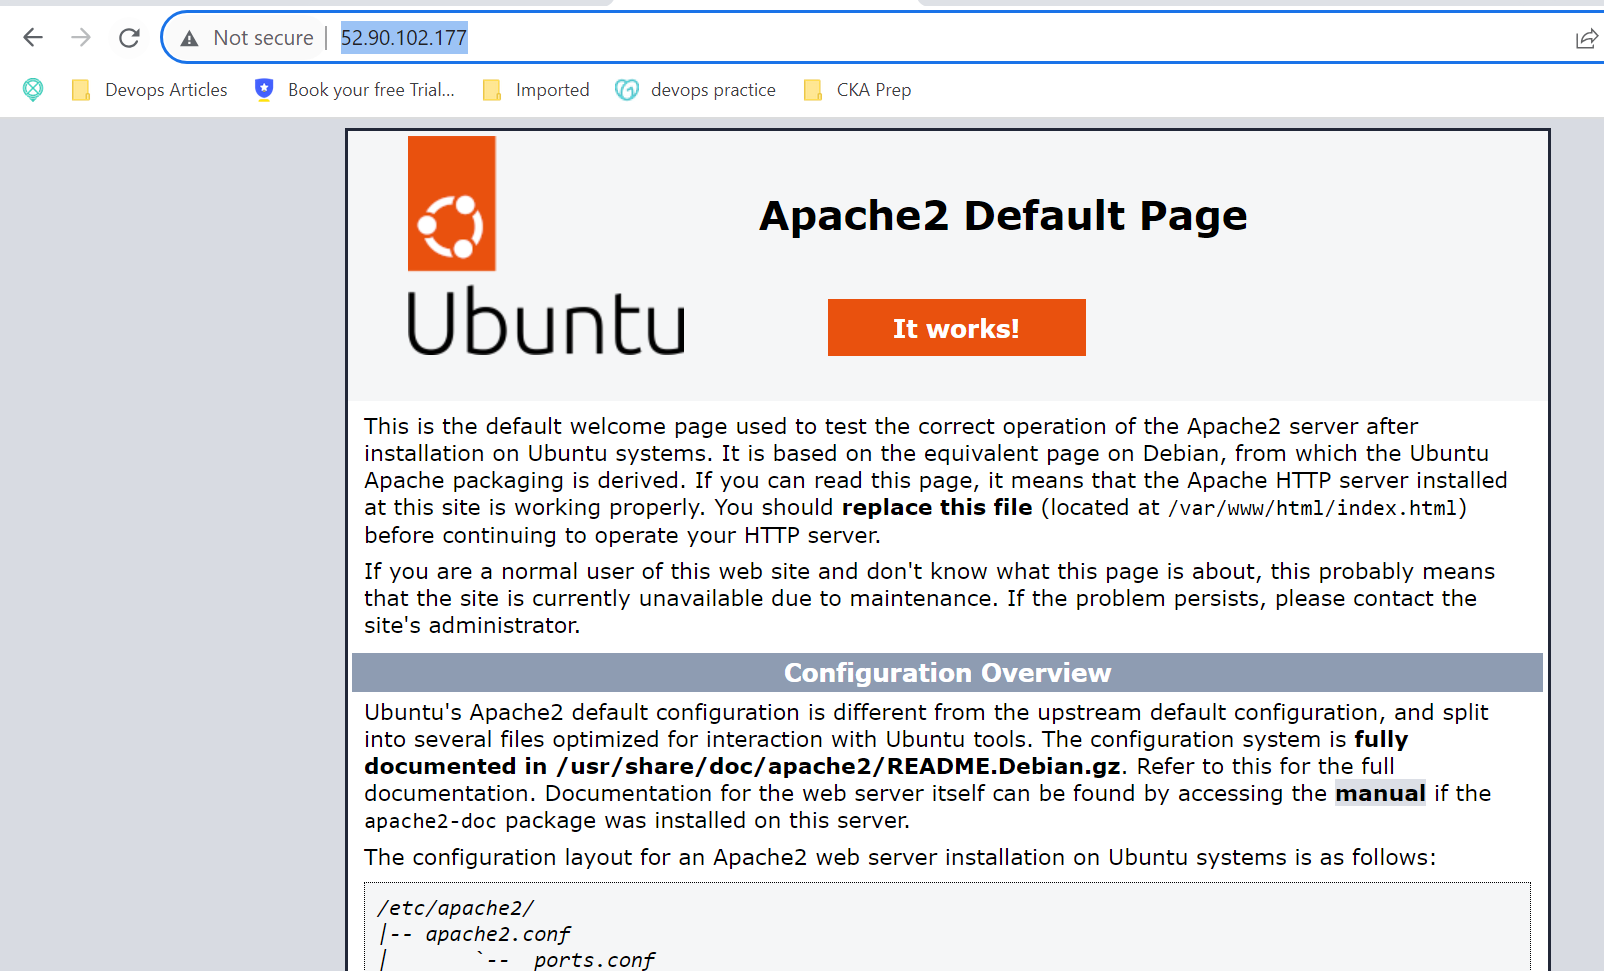 Not secure | 52.90.102.177
Devops Articles Book your free Trial... Imported devops practice CKA Prep
Apache2 Default Page
Ubuntu
It works!
This is the default welcome page used to test the correct operation of the Apache2 server after
installation on Ubuntu systems. It is based on the equivalent page on Debian, from which the Ubuntu
Apache packaging is derived. If you can read this page, it means that the Apache HTTP server installed
at this site is working properly. You should replace this file (located at /var/www/html/index.html)
before continuing to operate your HTTP server.
If you are a normal user of this web site and don't know what this page is about, this probably means
that the site is currently unavailable due to maintenance. If the problem persists, please contact the
site's administrator.
Configuration Overview
Ubuntu's Apache2 default configuration is different from the upstream default configuration, and split
into several files optimized for interaction with Ubuntu tools. The configuration system is fully
documented in /usr/share/doc/apache2/README.Debian.gz. Refer to this for the full
documentation. Documentation for the web server itself can be found by accessing the manual if the
apache2-doc package was installed on this server.
The configuration layout for an Apache2 web server installation on Ubuntu systems is as follows:
/etc/apache2/
|-- apache2.conf
|       `--  ports.conf